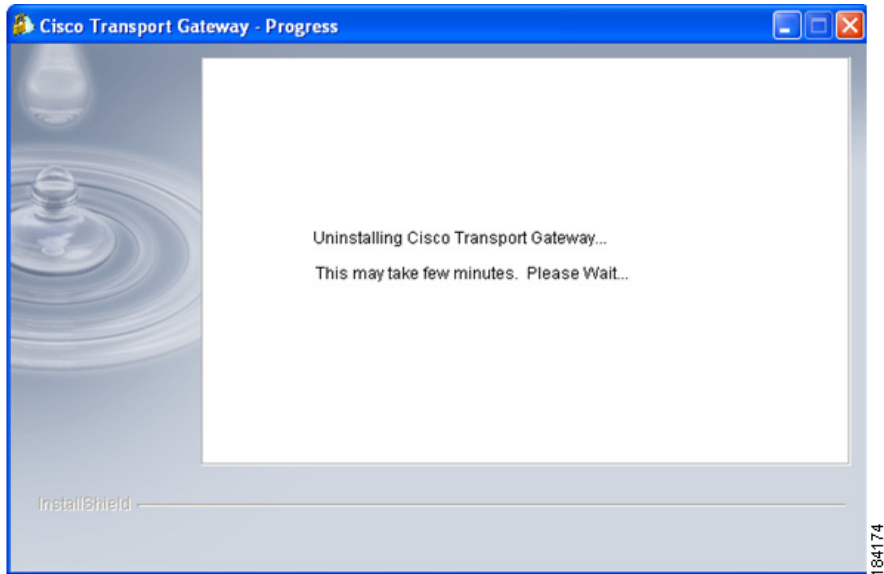 Cisco Transport Gateway - Progress
Uninstalling Cisco Transport Gateway...
This may take few minutes. Please Wait...
InstallShield
184174